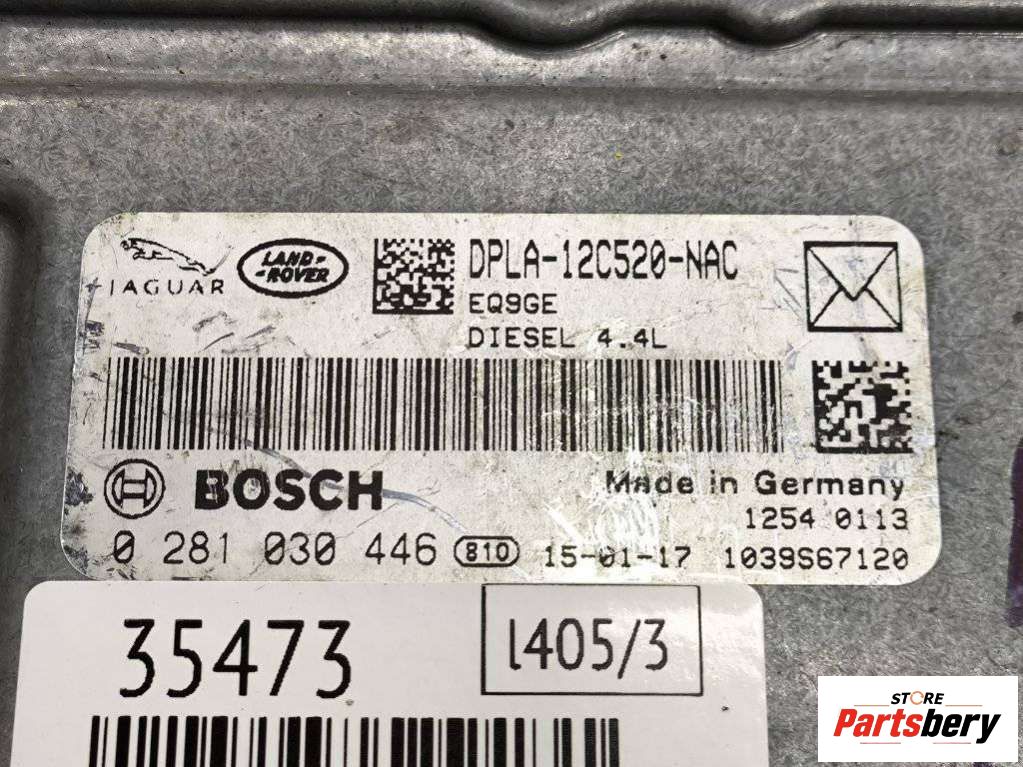 JAGUAR
LAND-
-ROVER
DPLA-12C520-NAC
EQ9GE
DIESEL 4.4L
BOSCH
Made in Germany
1254 0113
0 281 030 446 810 15-01-17 1039S67120
35473
l405/3
STORE
Partsbery